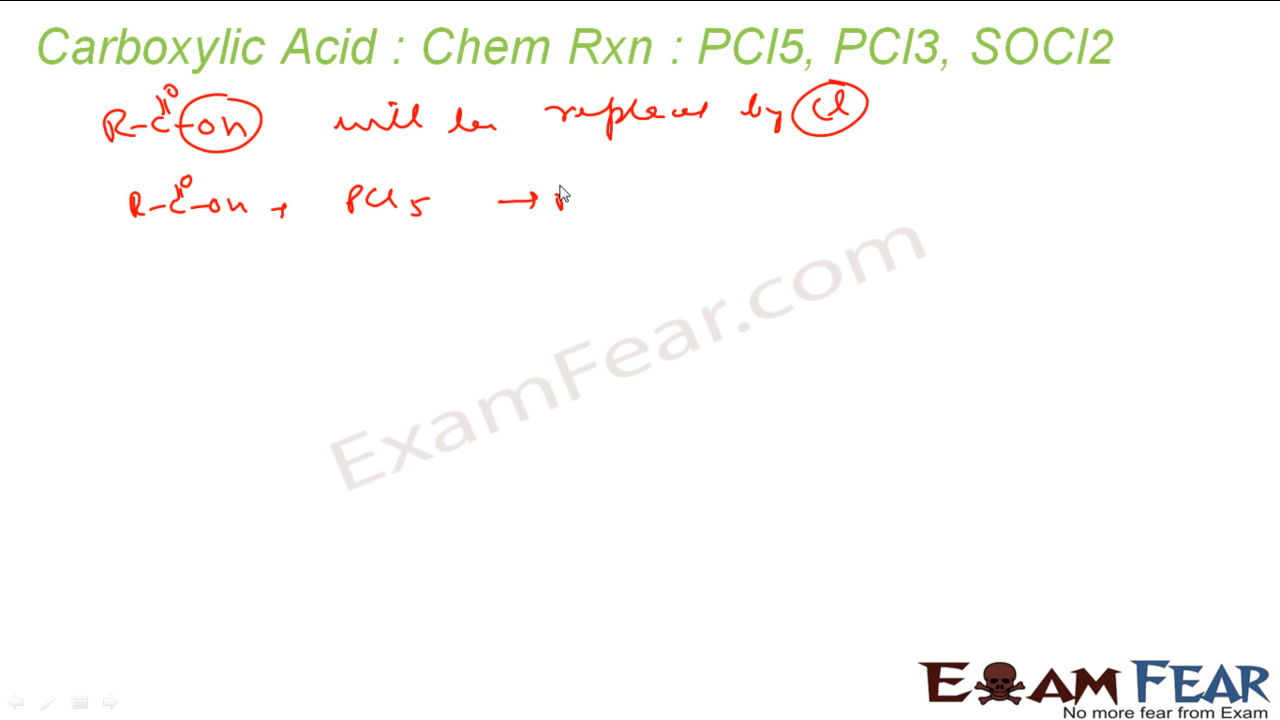 Carboxylic Acid : Chem Rxn : PCl5, PCl3, SOCl2
O
R-C-OH will be replaced by Cl
O
R-C-OH + PCl5 →
ExamFear.com
EXAM FEAR
No more fear from Exam